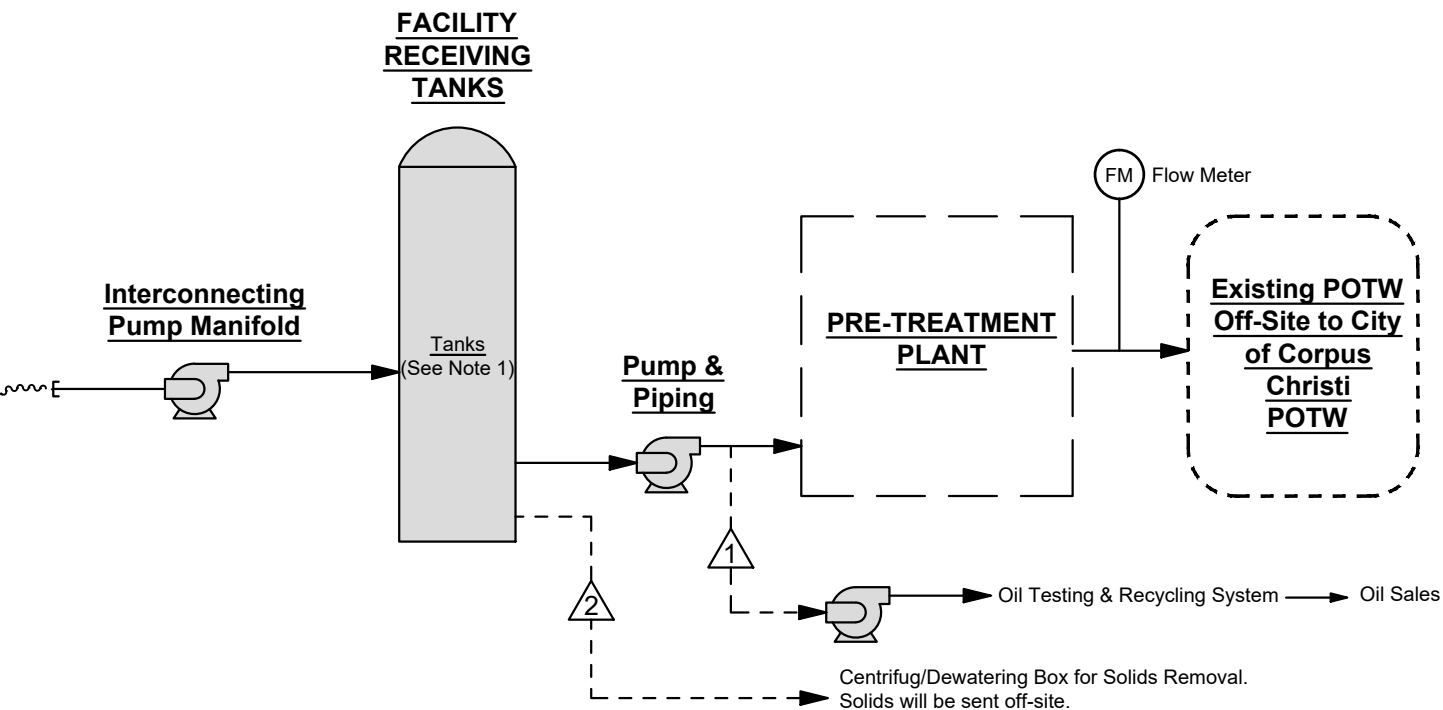 FACILITY
RECEIVING
TANKS
FM
Flow Meter
Interconnecting
Pump Manifold
Tanks
(See Note 1)
Pump &
Piping
PRE-TREATMENT
PLANT
Existing POTW
Off-Site to City
of Corpus
Christi
POTW
1
2
Oil Testing & Recycling System
Oil Sales
Centrifug/Dewatering Box for Solids Removal.
Solids will be sent off-site.